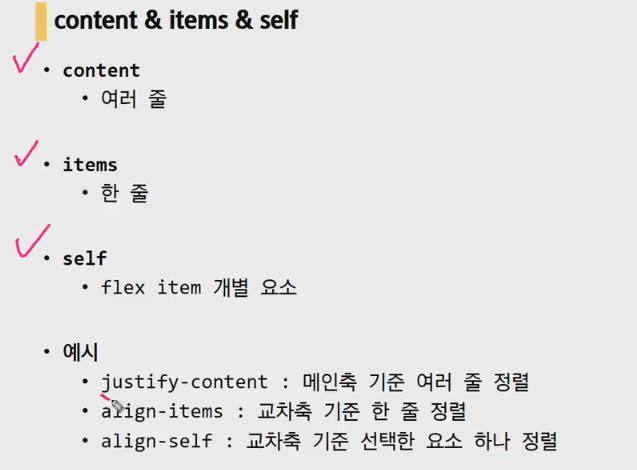 content & items & self
• content
• 여러 줄
• items
• 한 줄
• self
• flex item 개별 요소
• 예시
• justify-content : 메인축 기준 여러 줄 정렬
• align-items : 교차축 기준 한 줄 정렬
• align-self : 교차축 기준 선택한 요소 하나 정렬